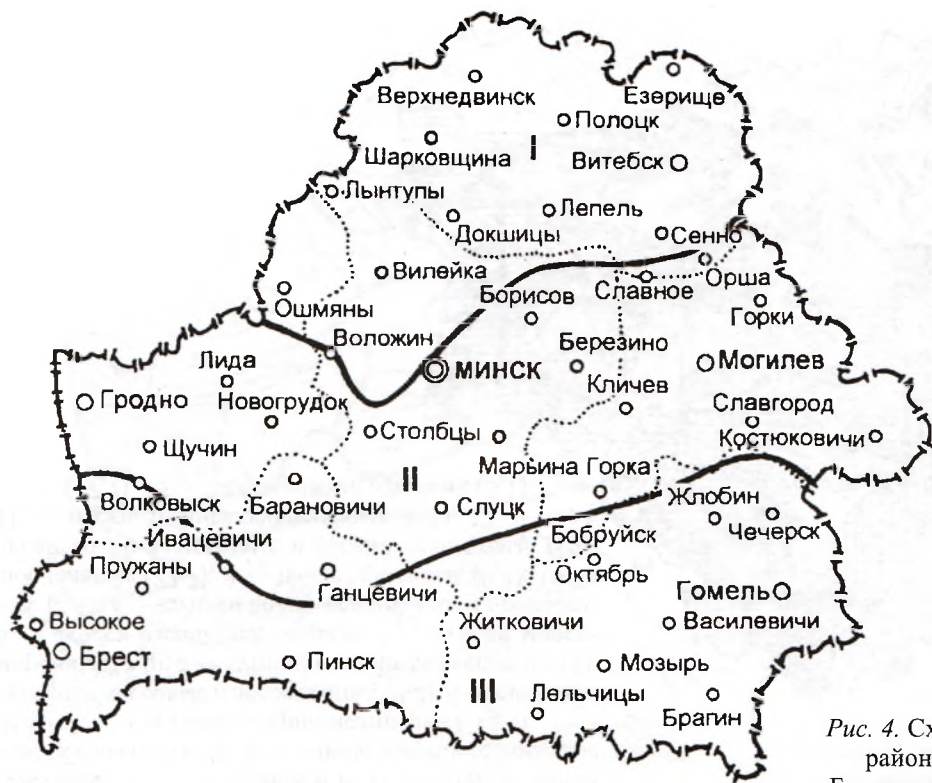 Верхнедвинск
Езерище
Полоцк
Шарковщина
I
Витебск
Лынтупы
Лепель
Докшицы
Сенно
Вилейка
Орша
Ошмяны
Борисов
Славное
Горки
Воложин
Березино
Лида
МИНСК
Могилев
Гродно
Новогрудок
Кличев
Славгород
Столбцы
Костюковичи
Щучин
Марьина Горка
II
Волковыск
Барановичи
Слуцк
Жлобин
Ивацевичи
Бобруйск
Чечерск
Пружаны
Октябрь
Ганцевичи
Гомель
Высокое
Житковичи
Василевичи
Брест
Пинск
Мозырь
III
Лельчицы
Брагин
Рис. 4. Сх
район